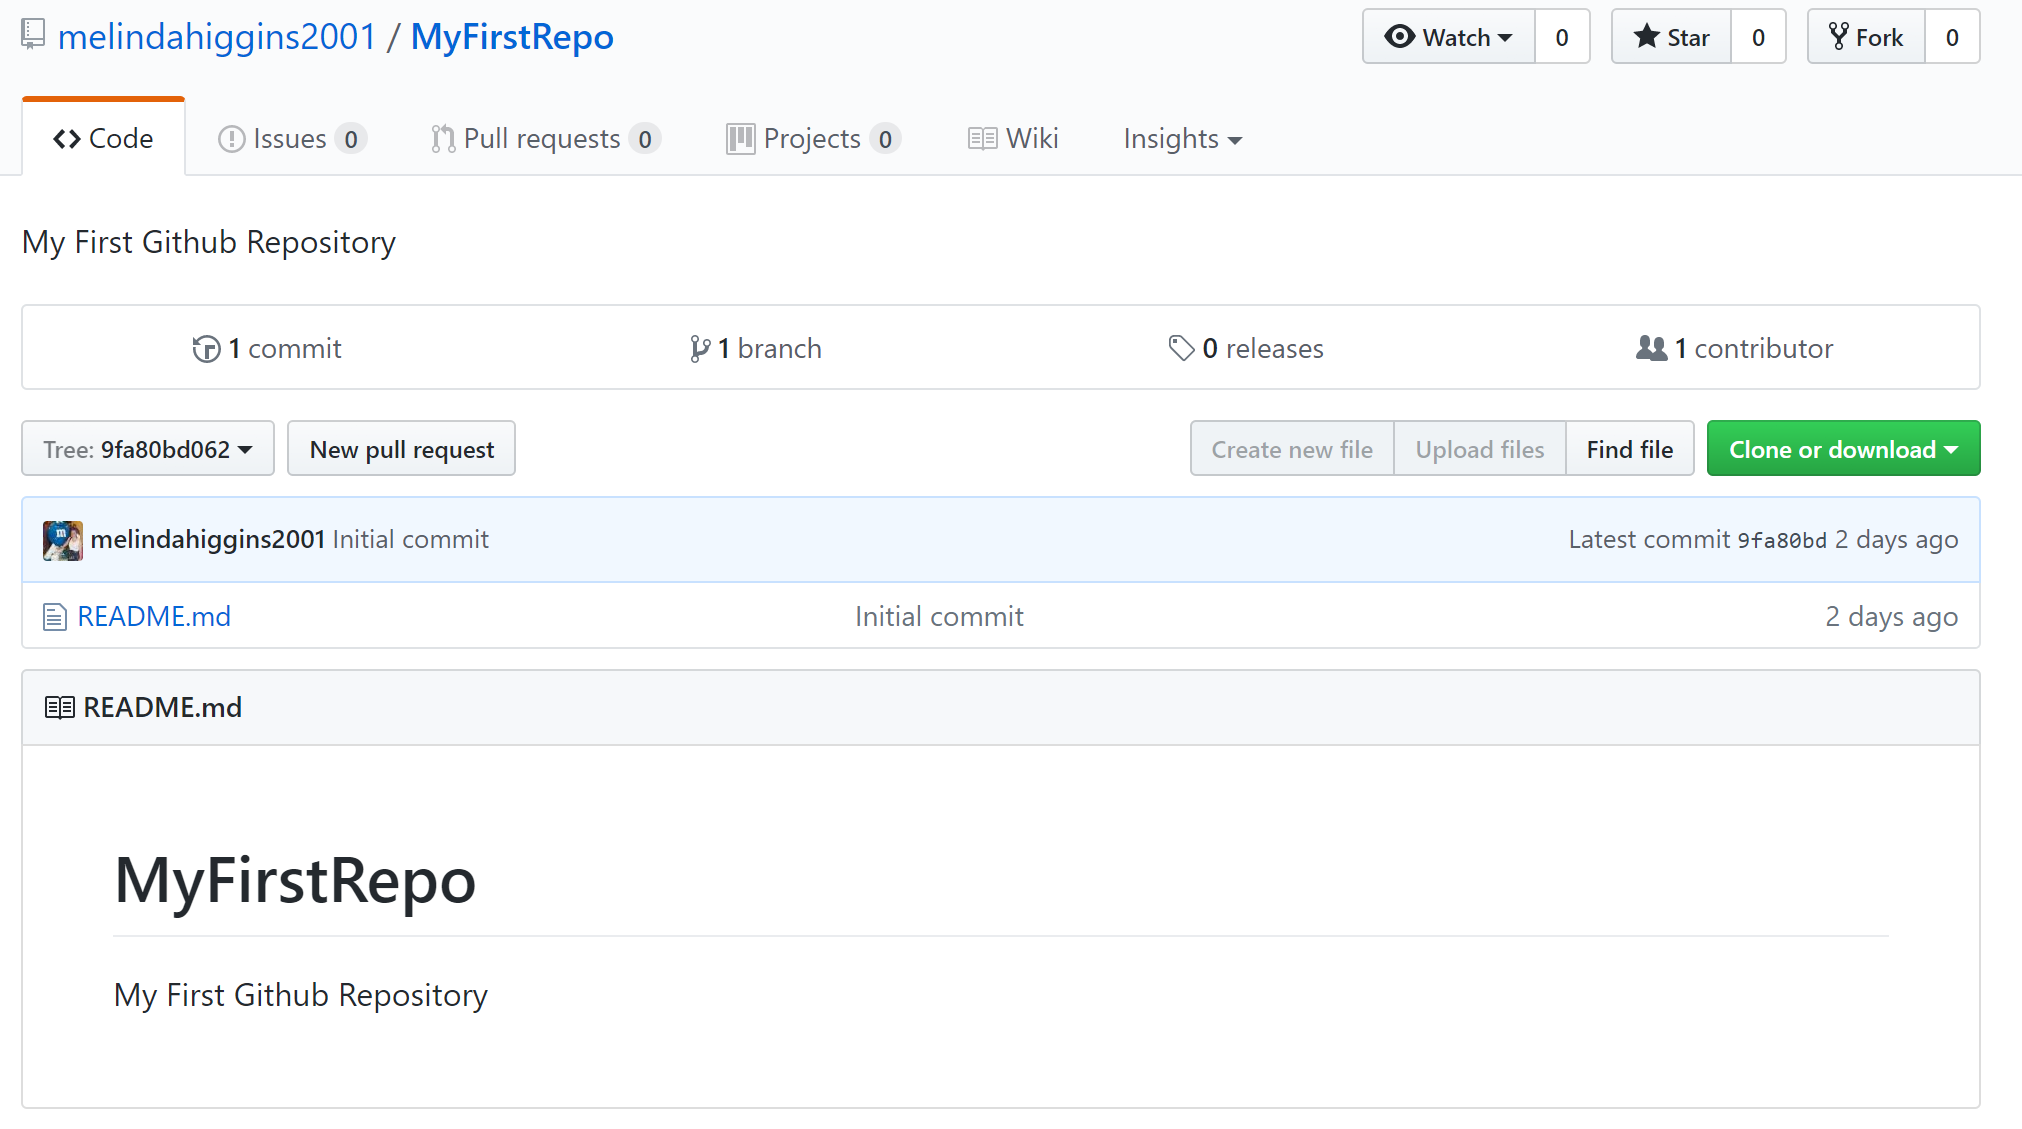 melindahiggins2001 / MyFirstRepo
Watch 0 Star 0 Fork 0
Code Issues 0 Pull requests 0 Projects 0 Wiki Insights
My First Github Repository
1 commit 1 branch 0 releases 1 contributor
Tree: 9fa80bd062 New pull request Create new file Upload files Find file Clone or download
melindahiggins2001 Initial commit Latest commit 9fa80bd 2 days ago
README.md Initial commit 2 days ago
README.md
MyFirstRepo
My First Github Repository